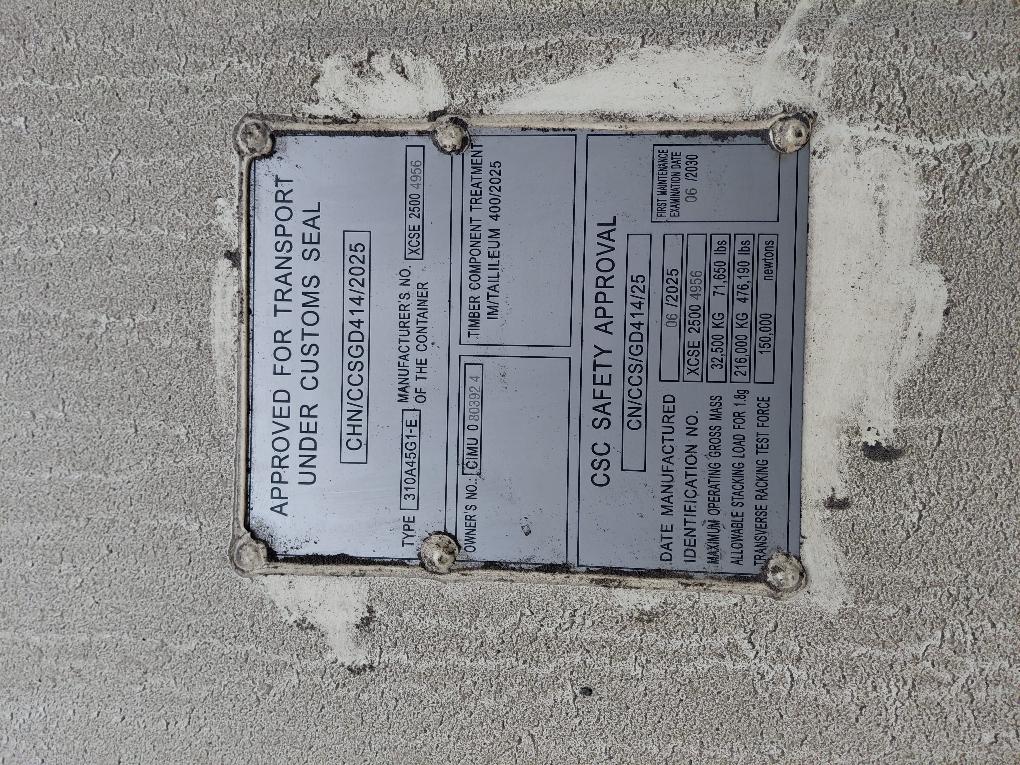 APPROVED FOR TRANSPORT
UNDER CUSTOMS SEAL
CHN/CCSGD414/2025
TYPE 310A45G1-E MANUFACTURER'S NO. OF THE CONTAINER XCSE 2500 4956
OWNER'S NO.: CIMU 080392 4
TIMBER COMPONENT TREATMENT
IM/TAILILEUM 400/2025
CSC SAFETY APPROVAL
CN/CCS/GD414/25
FIRST MAINTENANCE
EXAMINATION DATE
06 /2030
DATE MANUFACTURED 06 /2025
IDENTIFICATION NO. XCSE 2500 4956
MAXIMUM OPERATING GROSS MASS 32,500 KG 71,650 lbs
ALLOWABLE STACKING LOAD FOR 1.8g 216,000 KG 476,190 lbs
TRANSVERSE RACKING TEST FORCE 150,000 newtons